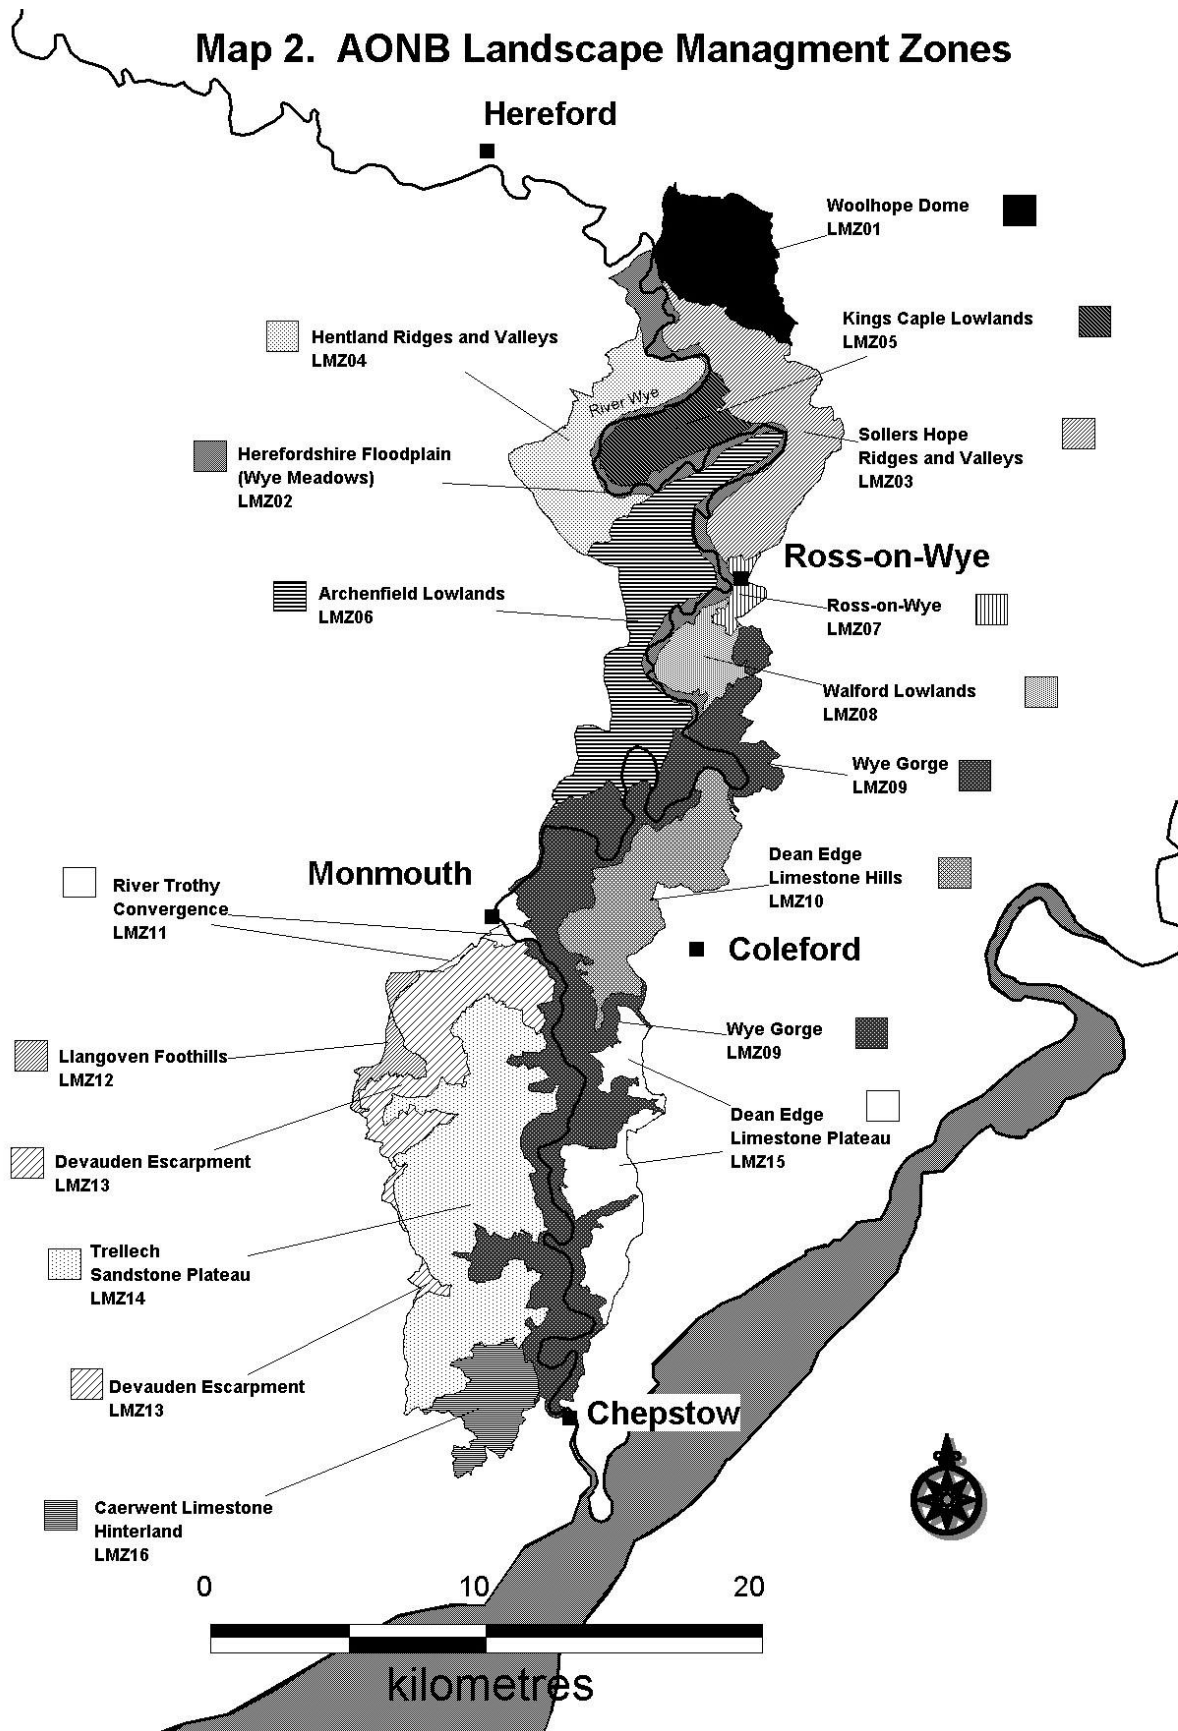 Map 2. AONB Landscape Managment Zones
Hereford
Woolhope Dome
LMZ01
Kings Caple Lowlands
LMZ05
Hentland Ridges and Valleys
LMZ04
River Wye
Sollers Hope
Ridges and Valleys
LMZ03
Herefordshire Floodplain
(Wye Meadows)
LMZ02
Ross-on-Wye
Archenfield Lowlands
LMZ06
Ross-on-Wye
LMZ07
Walford Lowlands
LMZ08
Wye Gorge
LMZ09
Dean Edge
Limestone Hills
LMZ10
Monmouth
River Trothy
Convergence
LMZ11
Coleford
Wye Gorge
LMZ09
Llangoven Foothills
LMZ12
Dean Edge
Limestone Plateau
LMZ15
Devauden Escarpment
LMZ13
Trellech
Sandstone Plateau
LMZ14
Devauden Escarpment
LMZ13
Chepstow
Caerwent Limestone
Hinterland
LMZ16
0 10 20
kilometres